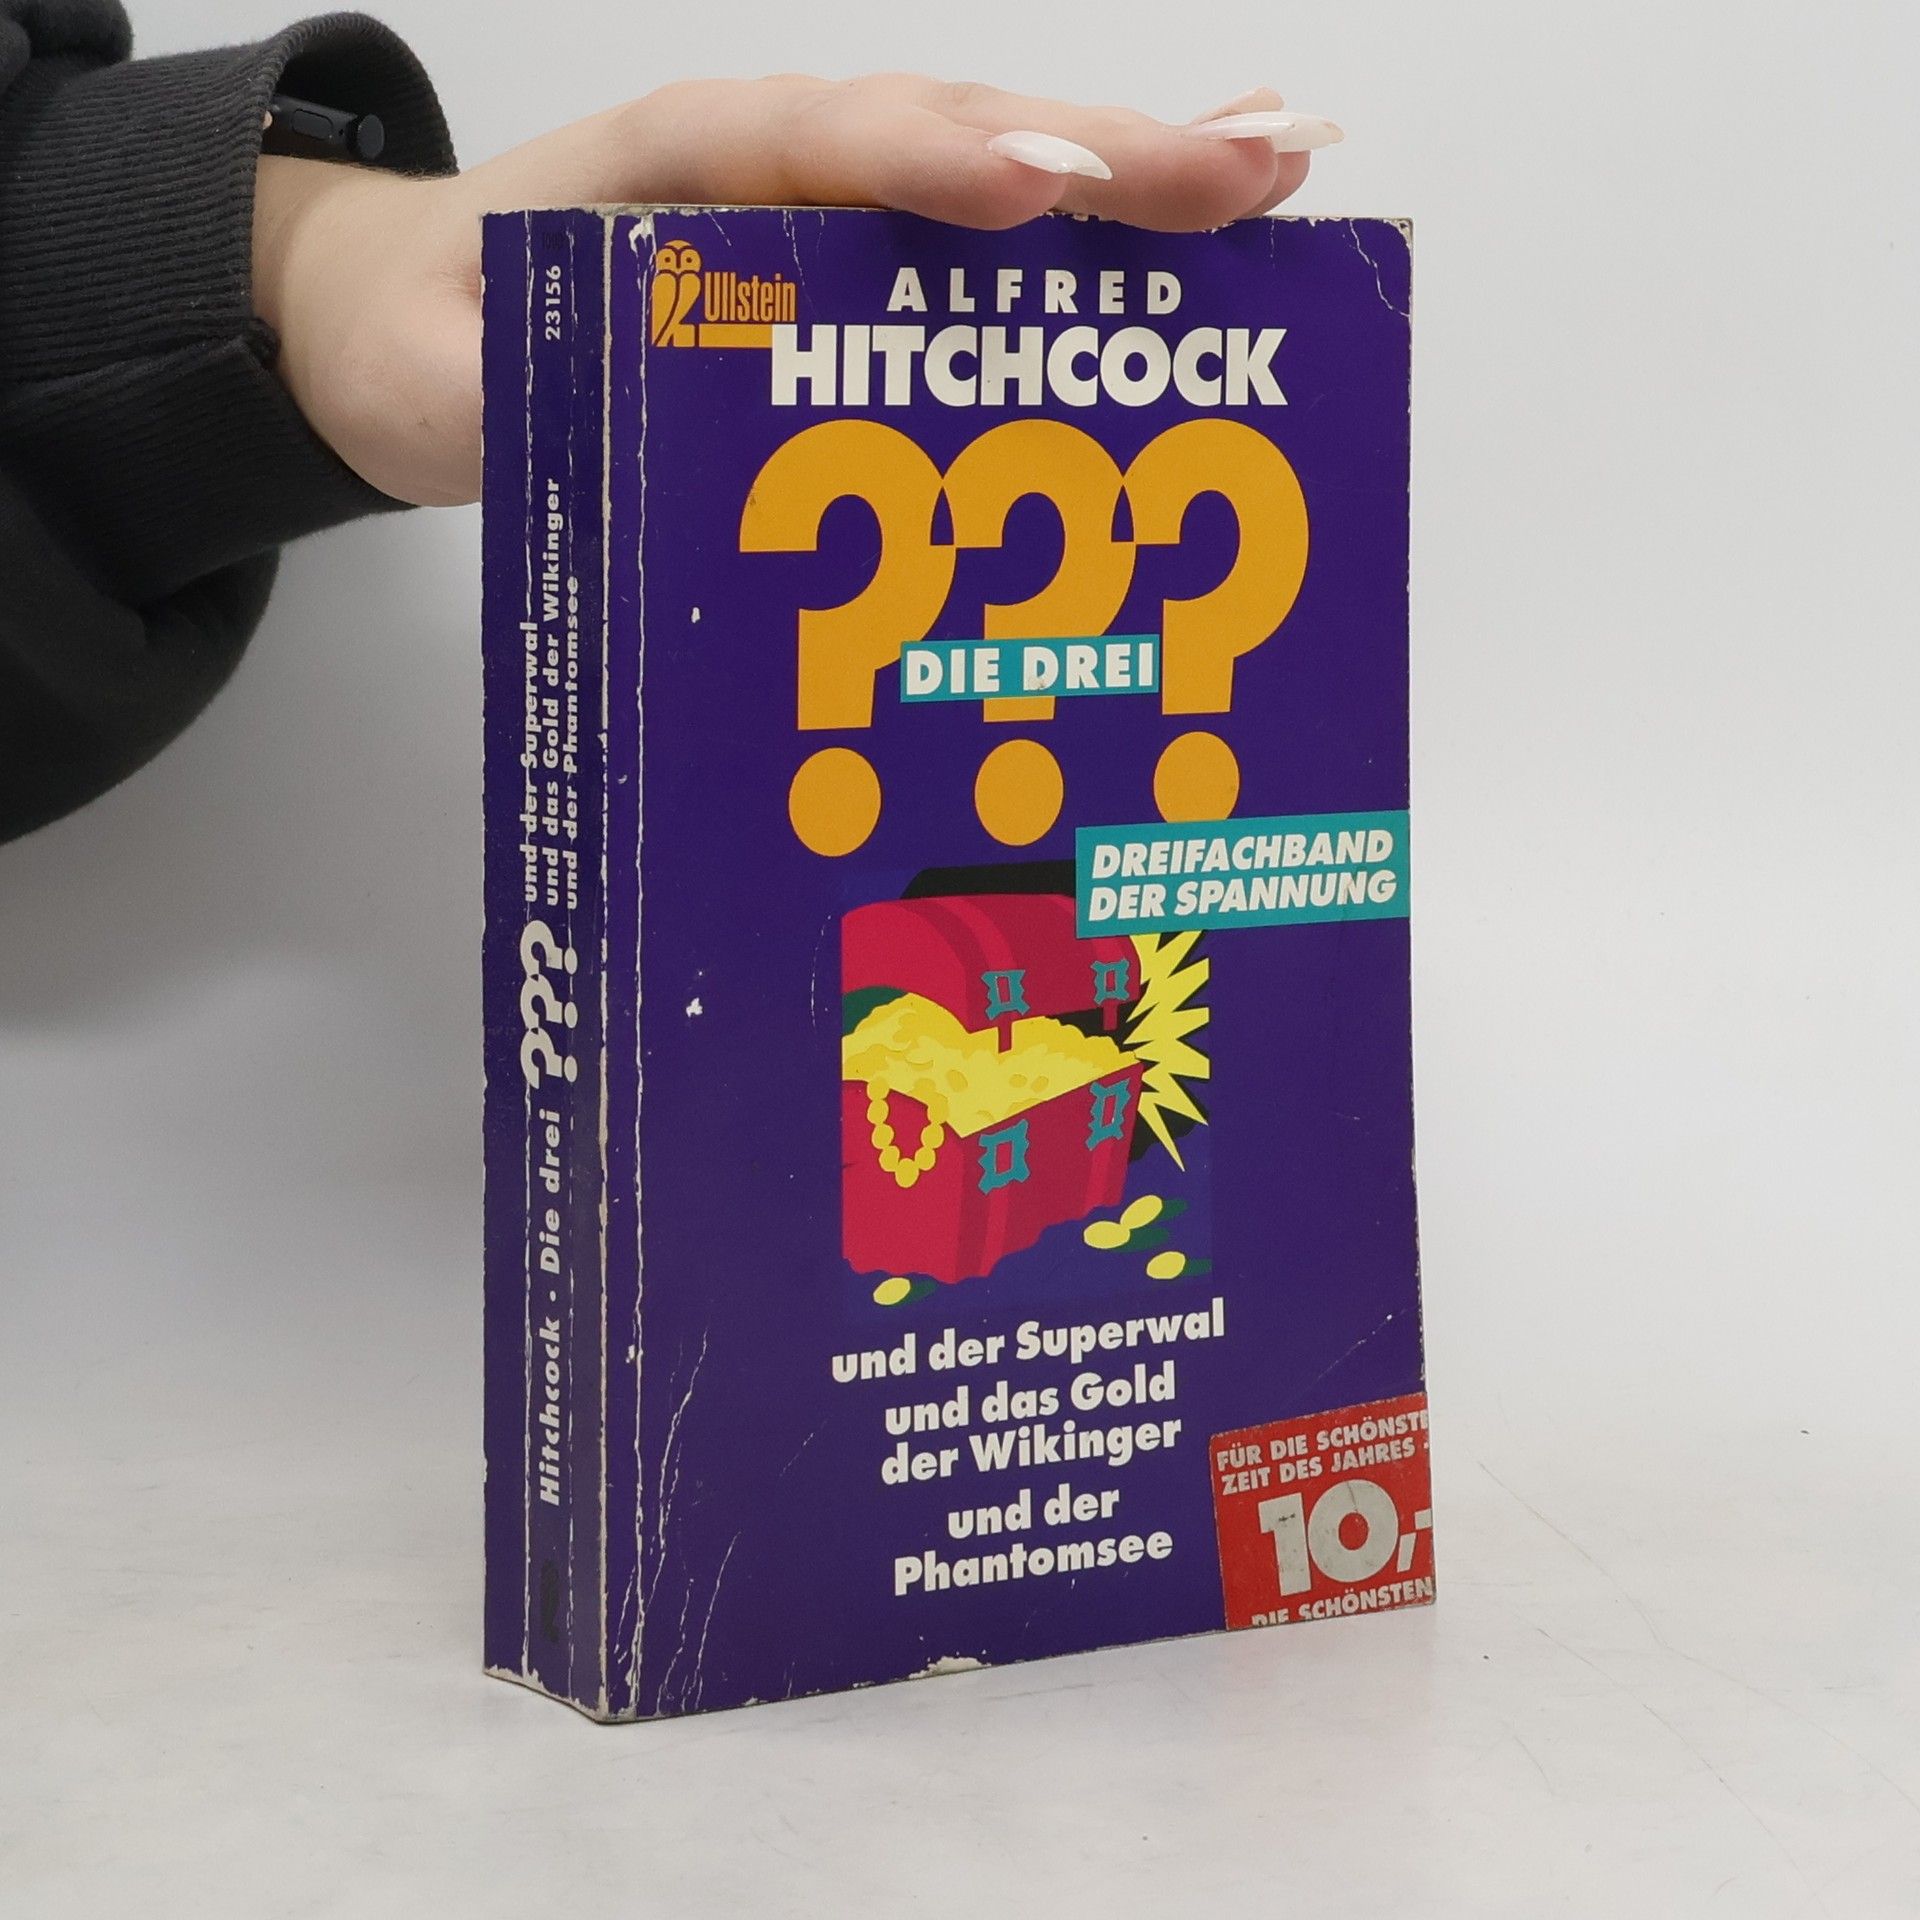 Ullstein
ALFRED
HITCHCOCK
???
DIE DREI
DREIFACHBAND
DER SPANNUNG
und der Superwal
und das Gold
der Wikinger
und der
Phantomsee
FÜR DIE SCHÖNSTE
ZEIT DES JAHRES
10,-
DIE SCHÖNSTEN
Hitchcock · Die drei ???
und der Superwal
und das Gold der Wikinger
und der Phantomsee
23156